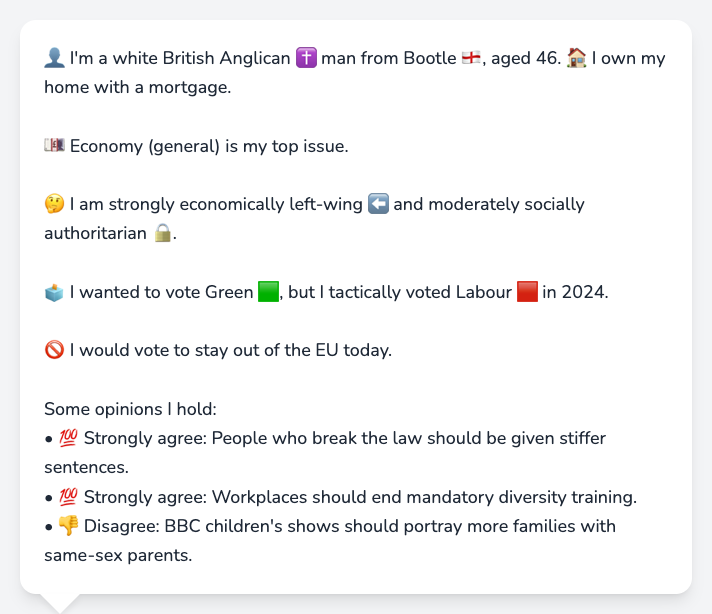 👤 I'm a white British Anglican ✝️ man from Bootle 🏴󠁧󠁢󠁥󠁮󠁧󠁿, aged 46. 🏠 I own my
home with a mortgage.
💷 Economy (general) is my top issue.
🤔 I am strongly economically left-wing ⬅️ and moderately socially
authoritarian 🔒.
🗳️ I wanted to vote Green 🟩, but I tactically voted Labour 🟥 in 2024.
🚫 I would vote to stay out of the EU today.
Some opinions I hold:
• 💯 Strongly agree: People who break the law should be given stiffer
sentences.
• 💯 Strongly agree: Workplaces should end mandatory diversity training.
• 👎 Disagree: BBC children's shows should portray more families with
same-sex parents.